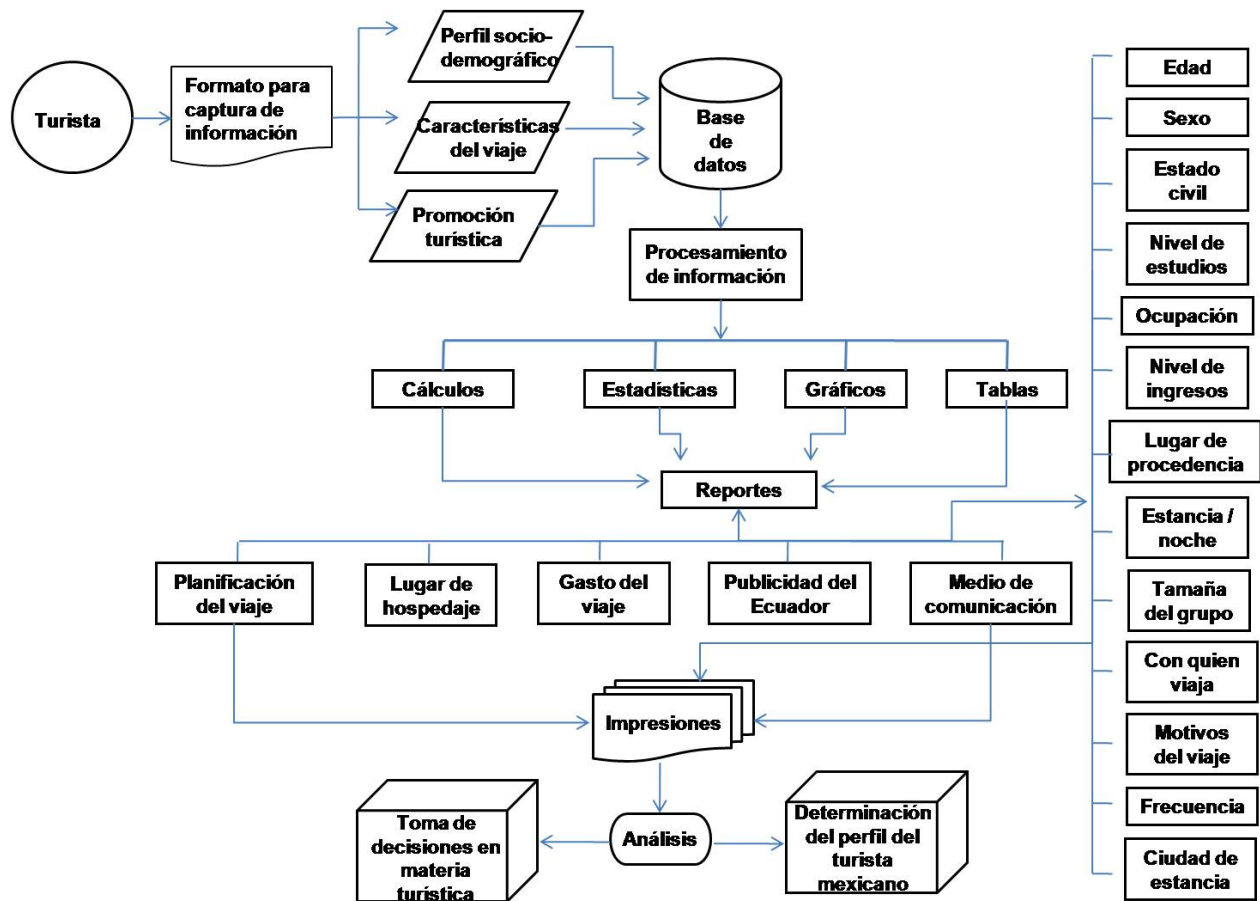 Turista
Formato para
captura de
información
Perfil socio-
demográfico
Características
del viaje
Promoción
turística
Base
de
datos
Procesamiento
de información
Cálculos
Estadísticas
Gráficos
Tablas
Reportes
Planificación
del viaje
Lugar de
hospedaje
Gasto del
viaje
Publicidad del
Ecuador
Medio de
comunicación
Impresiones
Análisis
Toma de
decisiones en
materia
turística
Determinación
del perfil del
turista
mexicano
Edad
Sexo
Estado
civil
Nivel de
estudios
Ocupación
Nivel de
ingresos
Lugar de
procedencia
Estancia /
noche
Tamaña
del grupo
Con quien
viaja
Motivos
del viaje
Frecuencia
Ciudad de
estancia